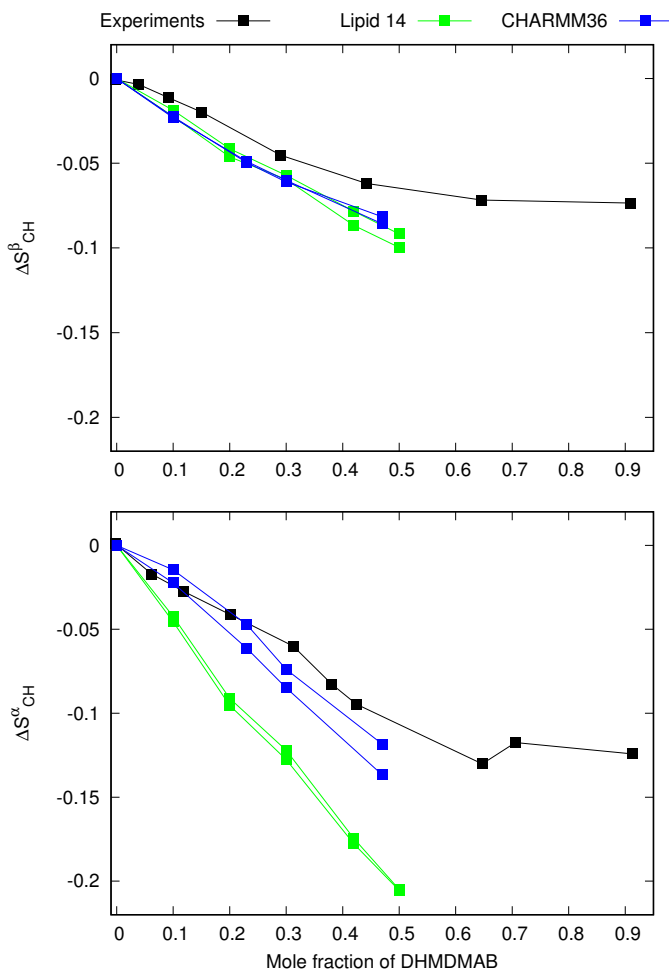 Experiments Lipid 14 CHARMM36
0
-0.05
-0.1
-0.15
-0.2
ΔS^β_CH
0 0.1 0.2 0.3 0.4 0.5 0.6 0.7 0.8 0.9
0
-0.05
-0.1
-0.15
-0.2
ΔS^α_CH
0 0.1 0.2 0.3 0.4 0.5 0.6 0.7 0.8 0.9
Mole fraction of DHMDMAB